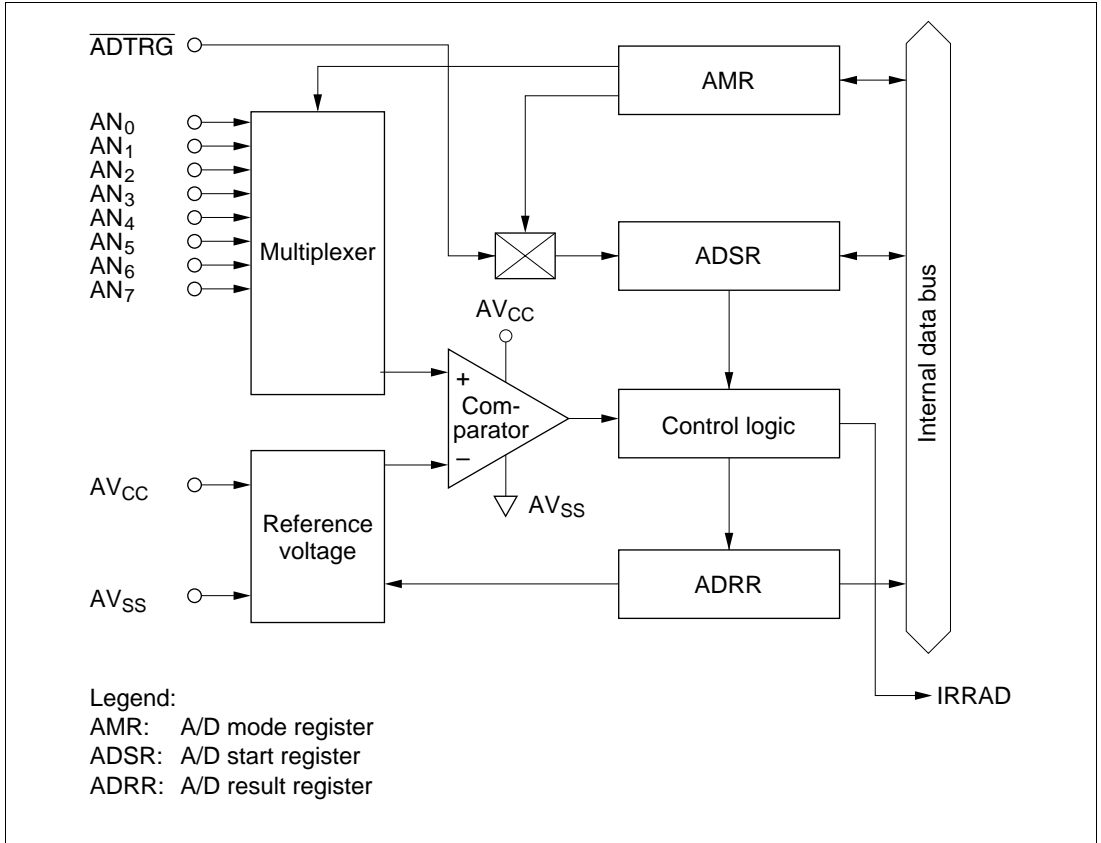 ADTRG
AN0
AN1
AN2
AN3
AN4
AN5
AN6
AN7
Multiplexer
AMR
ADSR
AVCC
+
Com-
parator
−
AVSS
Control logic
Internal data bus
AVCC
AVSS
Reference
voltage
ADRR
IRRAD
Legend:
AMR: A/D mode register
ADSR: A/D start register
ADRR: A/D result register